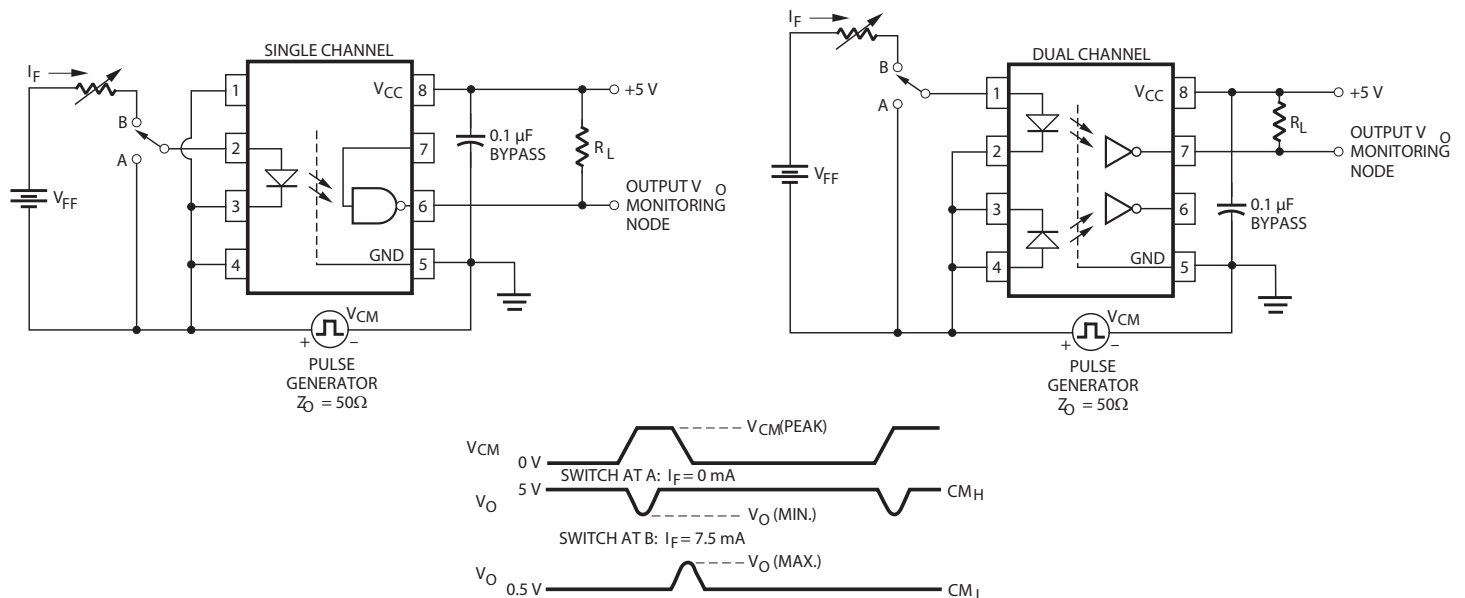 SINGLE CHANNEL
IF
B
A
VFF
1
2
3
4
VCC
8
7
6
GND
5
0.1 µF
BYPASS
RL
+5 V
OUTPUT VO
MONITORING
NODE
VCM
+
–
PULSE
GENERATOR
ZO = 50Ω
DUAL CHANNEL
IF
B
A
VFF
1
2
3
4
VCC
8
7
6
GND
5
RL
+5 V
OUTPUT VO
MONITORING
NODE
0.1 µF
BYPASS
VCM
+
–
PULSE
GENERATOR
ZO = 50Ω
VCM
0 V
VCM(PEAK)
SWITCH AT A: IF = 0 mA
VO
5 V
CMH
VO (MIN.)
SWITCH AT B: IF = 7.5 mA
VO
0.5 V
VO (MAX.)
CML